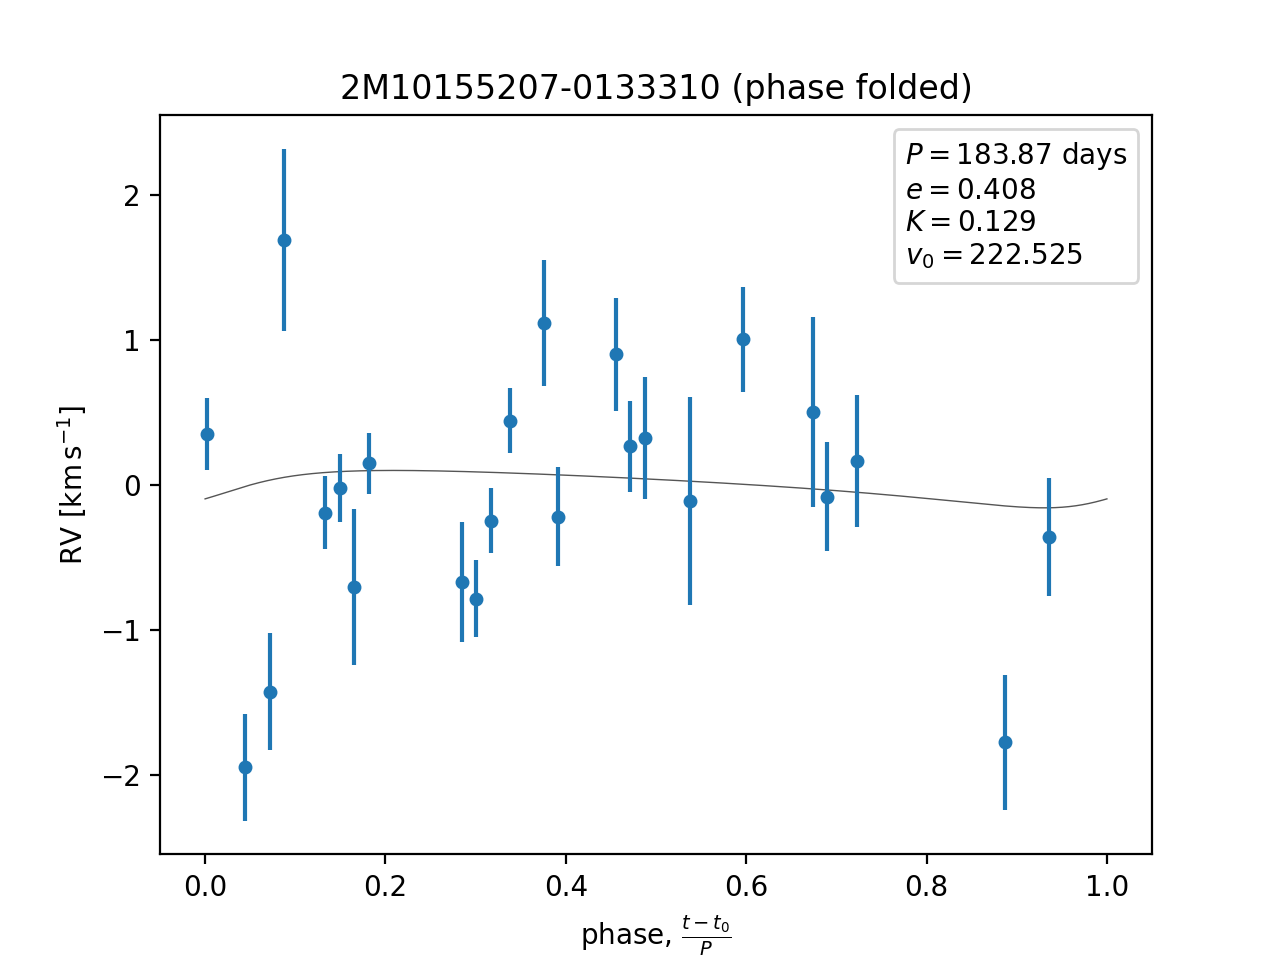 2M10155207-0133310 (phase folded)
P = 183.87 days
e = 0.408
K = 0.129
v₀ = 222.525
2
1
0
−1
−2
RV [km s⁻¹]
0.0 0.2 0.4 0.6 0.8 1.0
phase, (t − t₀)/P